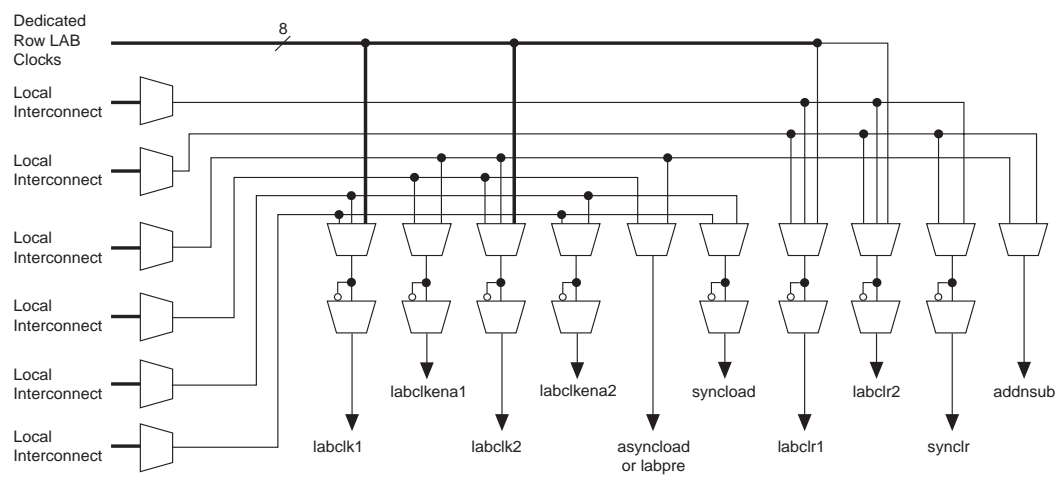 Dedicated
Row LAB
Clocks
8
Local
Interconnect
Local
Interconnect
Local
Interconnect
Local
Interconnect
Local
Interconnect
Local
Interconnect
labclkena1
labclkena2
syncload
labclr2
addnsub
labclk1
labclk2
asyncload
or labpre
labclr1
synclr